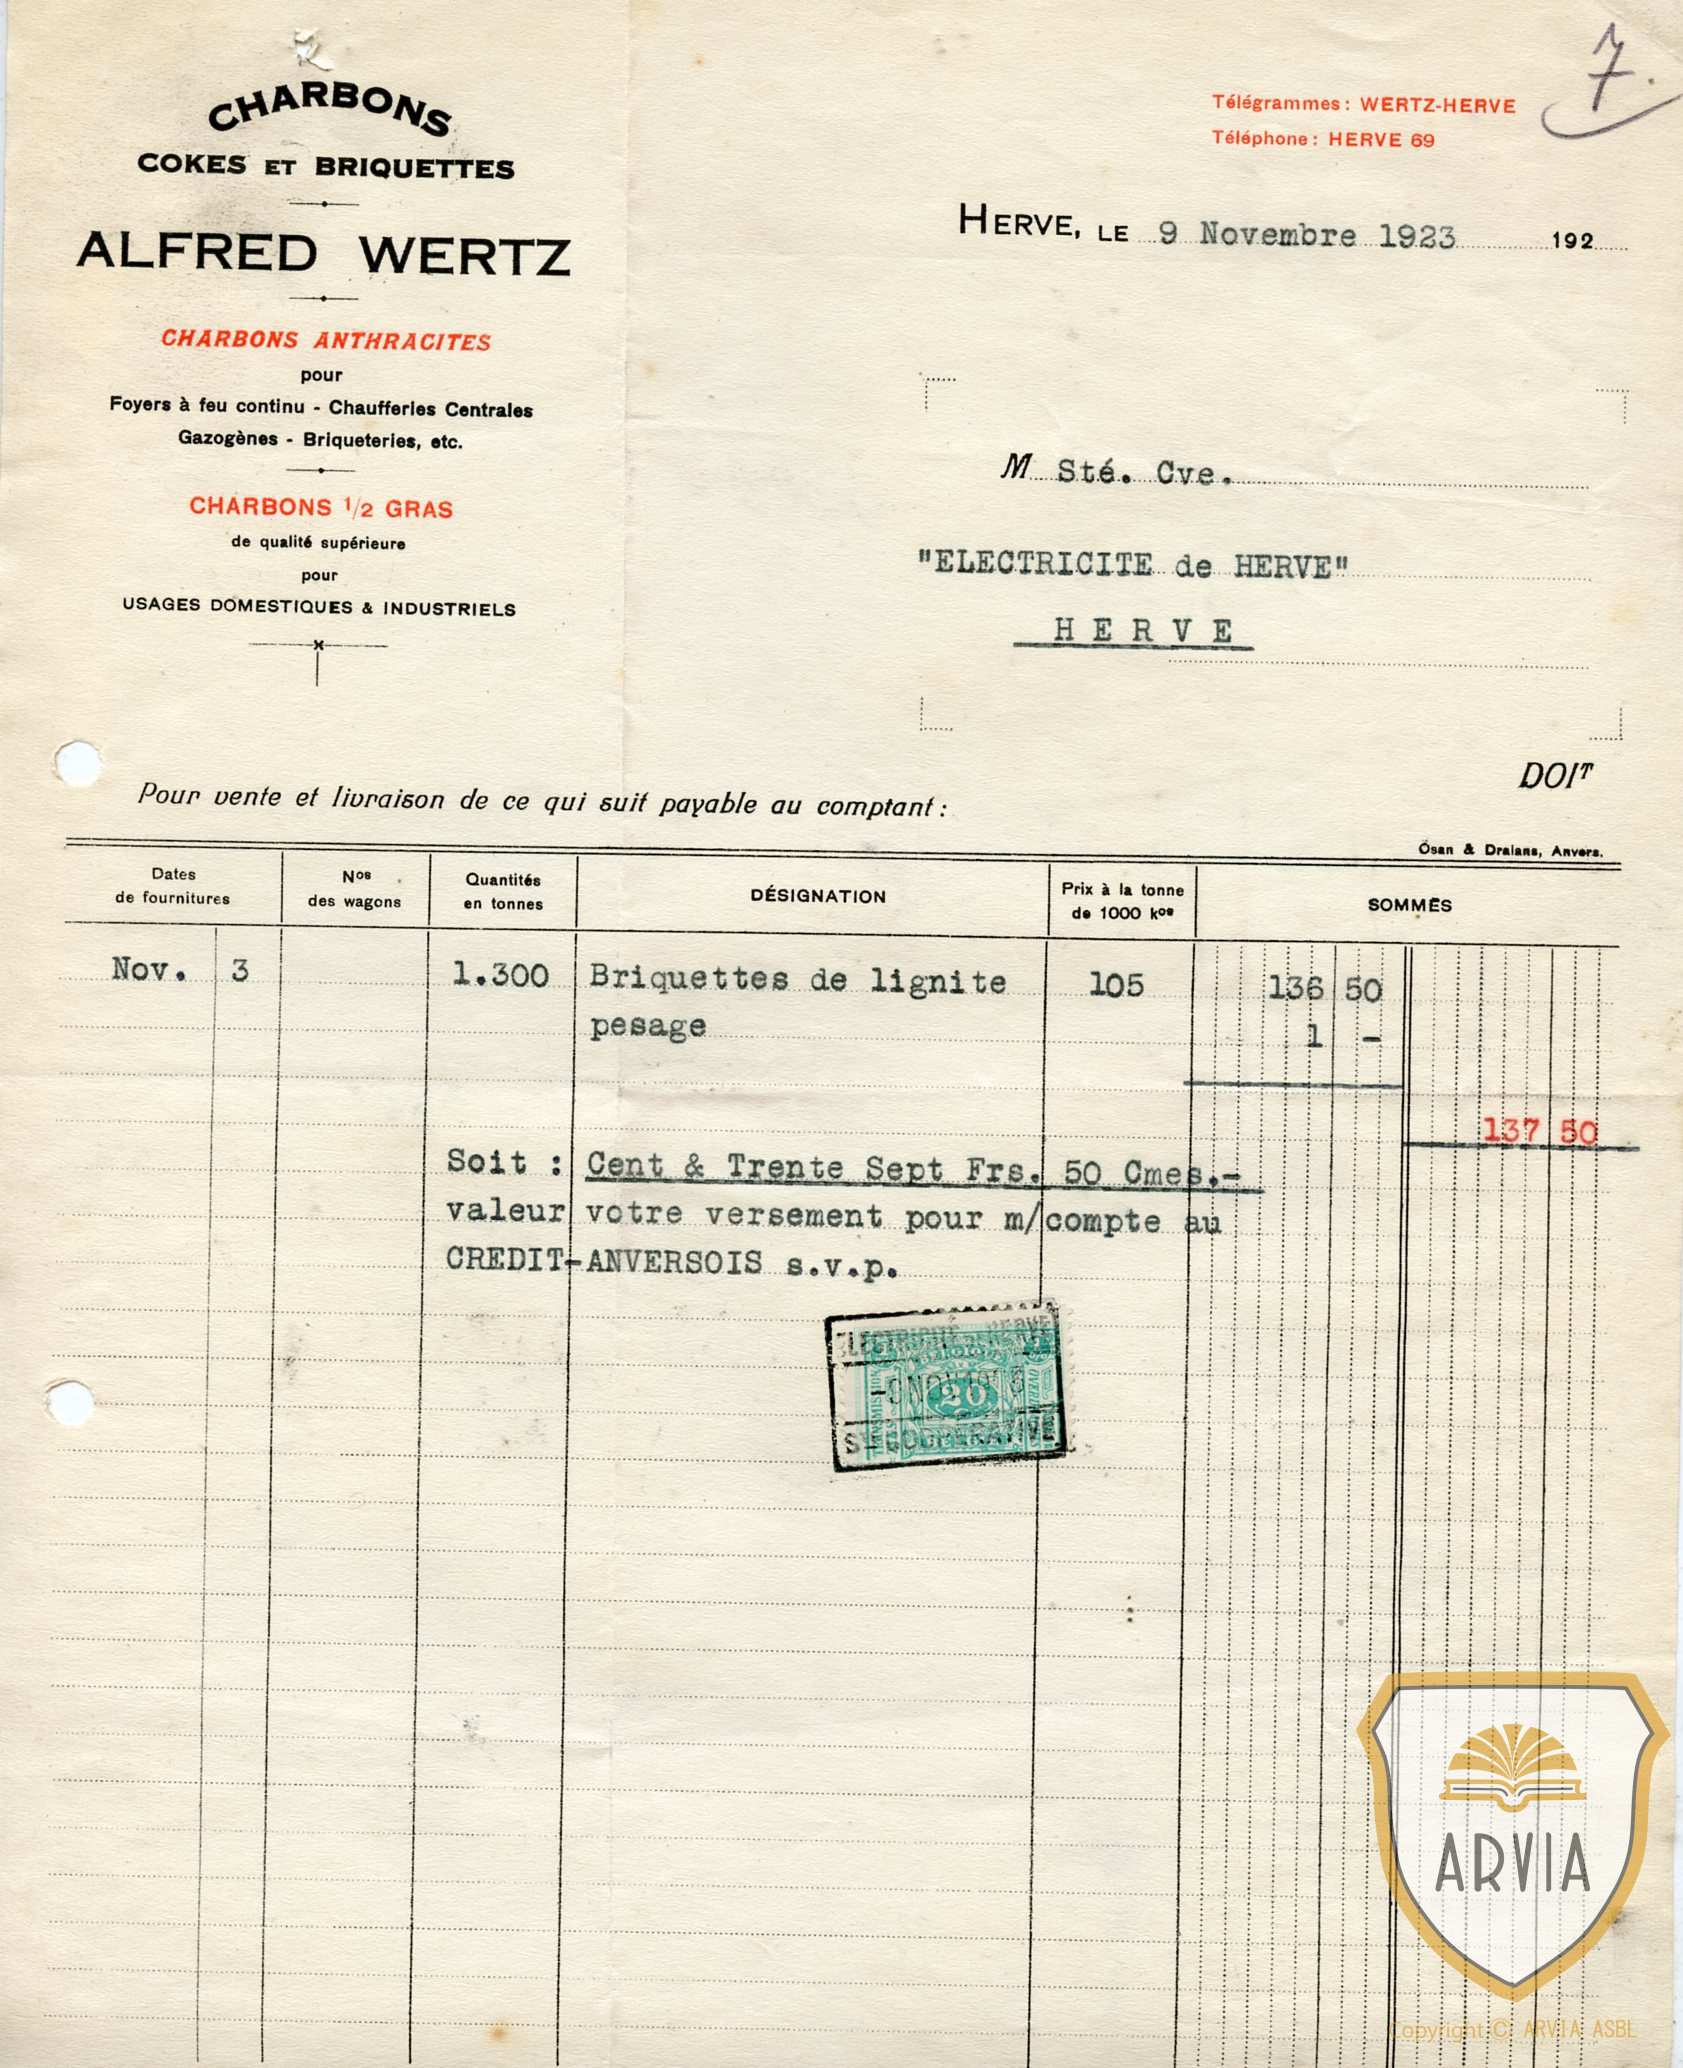 CHARBONS
COKES ET BRIQUETTES
ALFRED WERTZ
CHARBONS ANTHRACITES
pour
Foyers à feu continu - Chaufferies Centrales
Gazogènes - Briqueteries, etc.
CHARBONS 1/2 GRAS
de qualité supérieure
pour
USAGES DOMESTIQUES & INDUSTRIELS
7
Télégrammes: WERTZ-HERVE
Téléphone: HERVE 69
HERVE, LE 9 Novembre 1923 192
M Sté. Cve.
"ELECTRICITE de HERVE"
H E R V E
DOIT
Pour vente et livraison de ce qui suit payable au comptant:
Osan & Dralans, Anvers.
Dates de fournitures
Nos des wagons
Quantités en tonnes
DÉSIGNATION
Prix à la tonne de 1000 kos
SOMMES
Nov. 3 1.300 Briquettes de lignite 105 136 50
pesage 1 -
137 50
Soit : Cent & Trente Sept Frs. 50 Cmes.-
valeur votre versement pour m/compte au
CREDIT-ANVERSOIS s.v.p.
ELECTRICITÉ HERVE
BELGIQUE
NOV
20
ARVIA
Copyright © ARVIA ASBL